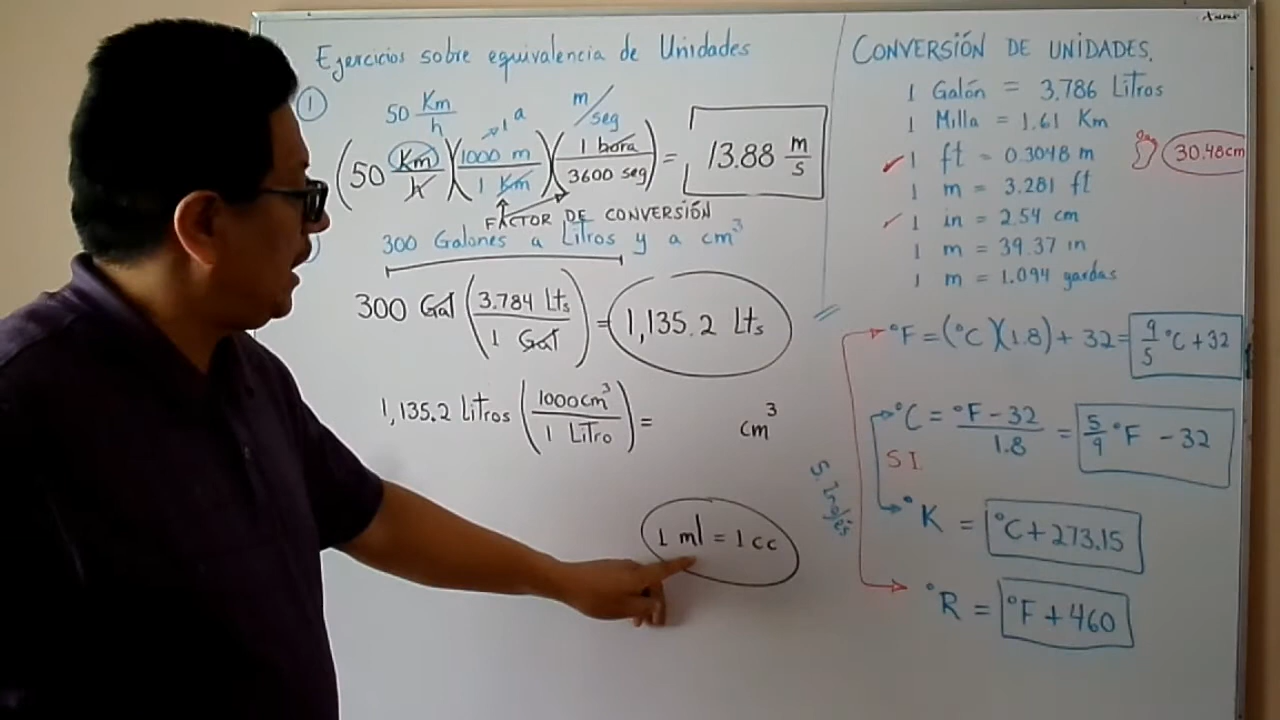 Ejercicios sobre equivalencia de Unidades
1
50 Km/h a m/seg
(50 Km/h)(1000 m/1 Km)(1 hora/3600 seg) = 13.88 m/s
1
FACTOR DE CONVERSIÓN
300 Galones a Litros y a cm³
300 Gal (3.784 Lts/1 Gal) = 1,135.2 Lts
1,135.2 Litros (1000cm³/1 Litro) = cm³
1 ml = 1 cc
CONVERSIÓN DE UNIDADES.
1 Galón = 3.786 Litros
1 Milla = 1.61 Km
1 ft = 0.3048 m
30.48cm
1 m = 3.281 ft
1 in = 2.54 cm
1 m = 39.37 in
1 m = 1.094 yardas
°F = (°C)(1.8) + 32 = 9/5 °C + 32
°C = °F - 32/1.8 = 5/9 °F - 32
SI
S. Inglés
°K = °C + 273.15
°R = °F + 460